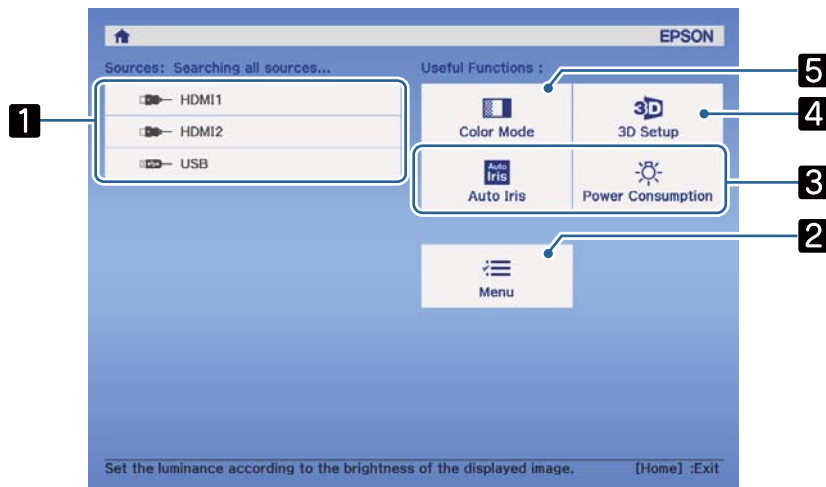 EPSON
Sources: Searching all sources...
Useful Functions :
1
HDMI1
HDMI2
USB
5
4
Color Mode
3D
3D Setup
3
Auto
Iris
Auto Iris
Power Consumption
2
Menu
Set the luminance according to the brightness of the displayed image.
[Home] :Exit